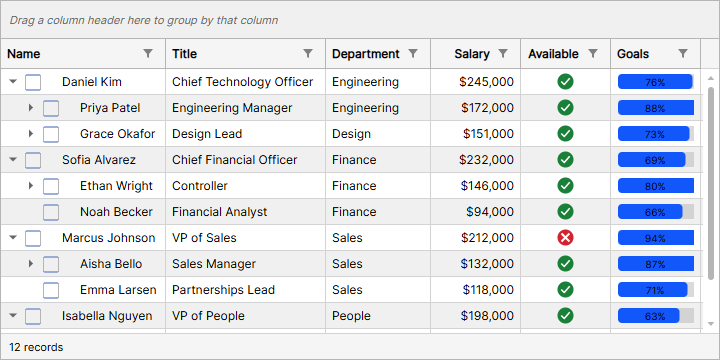 Drag a column header here to group by that column
Name Title Department Salary Available Goals
Daniel Kim Chief Technology Officer Engineering $245,000 76%
Priya Patel Engineering Manager Engineering $172,000 88%
Grace Okafor Design Lead Design $151,000 73%
Sofia Alvarez Chief Financial Officer Finance $232,000 69%
Ethan Wright Controller Finance $146,000 80%
Noah Becker Financial Analyst Finance $94,000 66%
Marcus Johnson VP of Sales Sales $212,000 94%
Aisha Bello Sales Manager Sales $132,000 87%
Emma Larsen Partnerships Lead Sales $118,000 71%
Isabella Nguyen VP of People People $198,000 63%
12 records